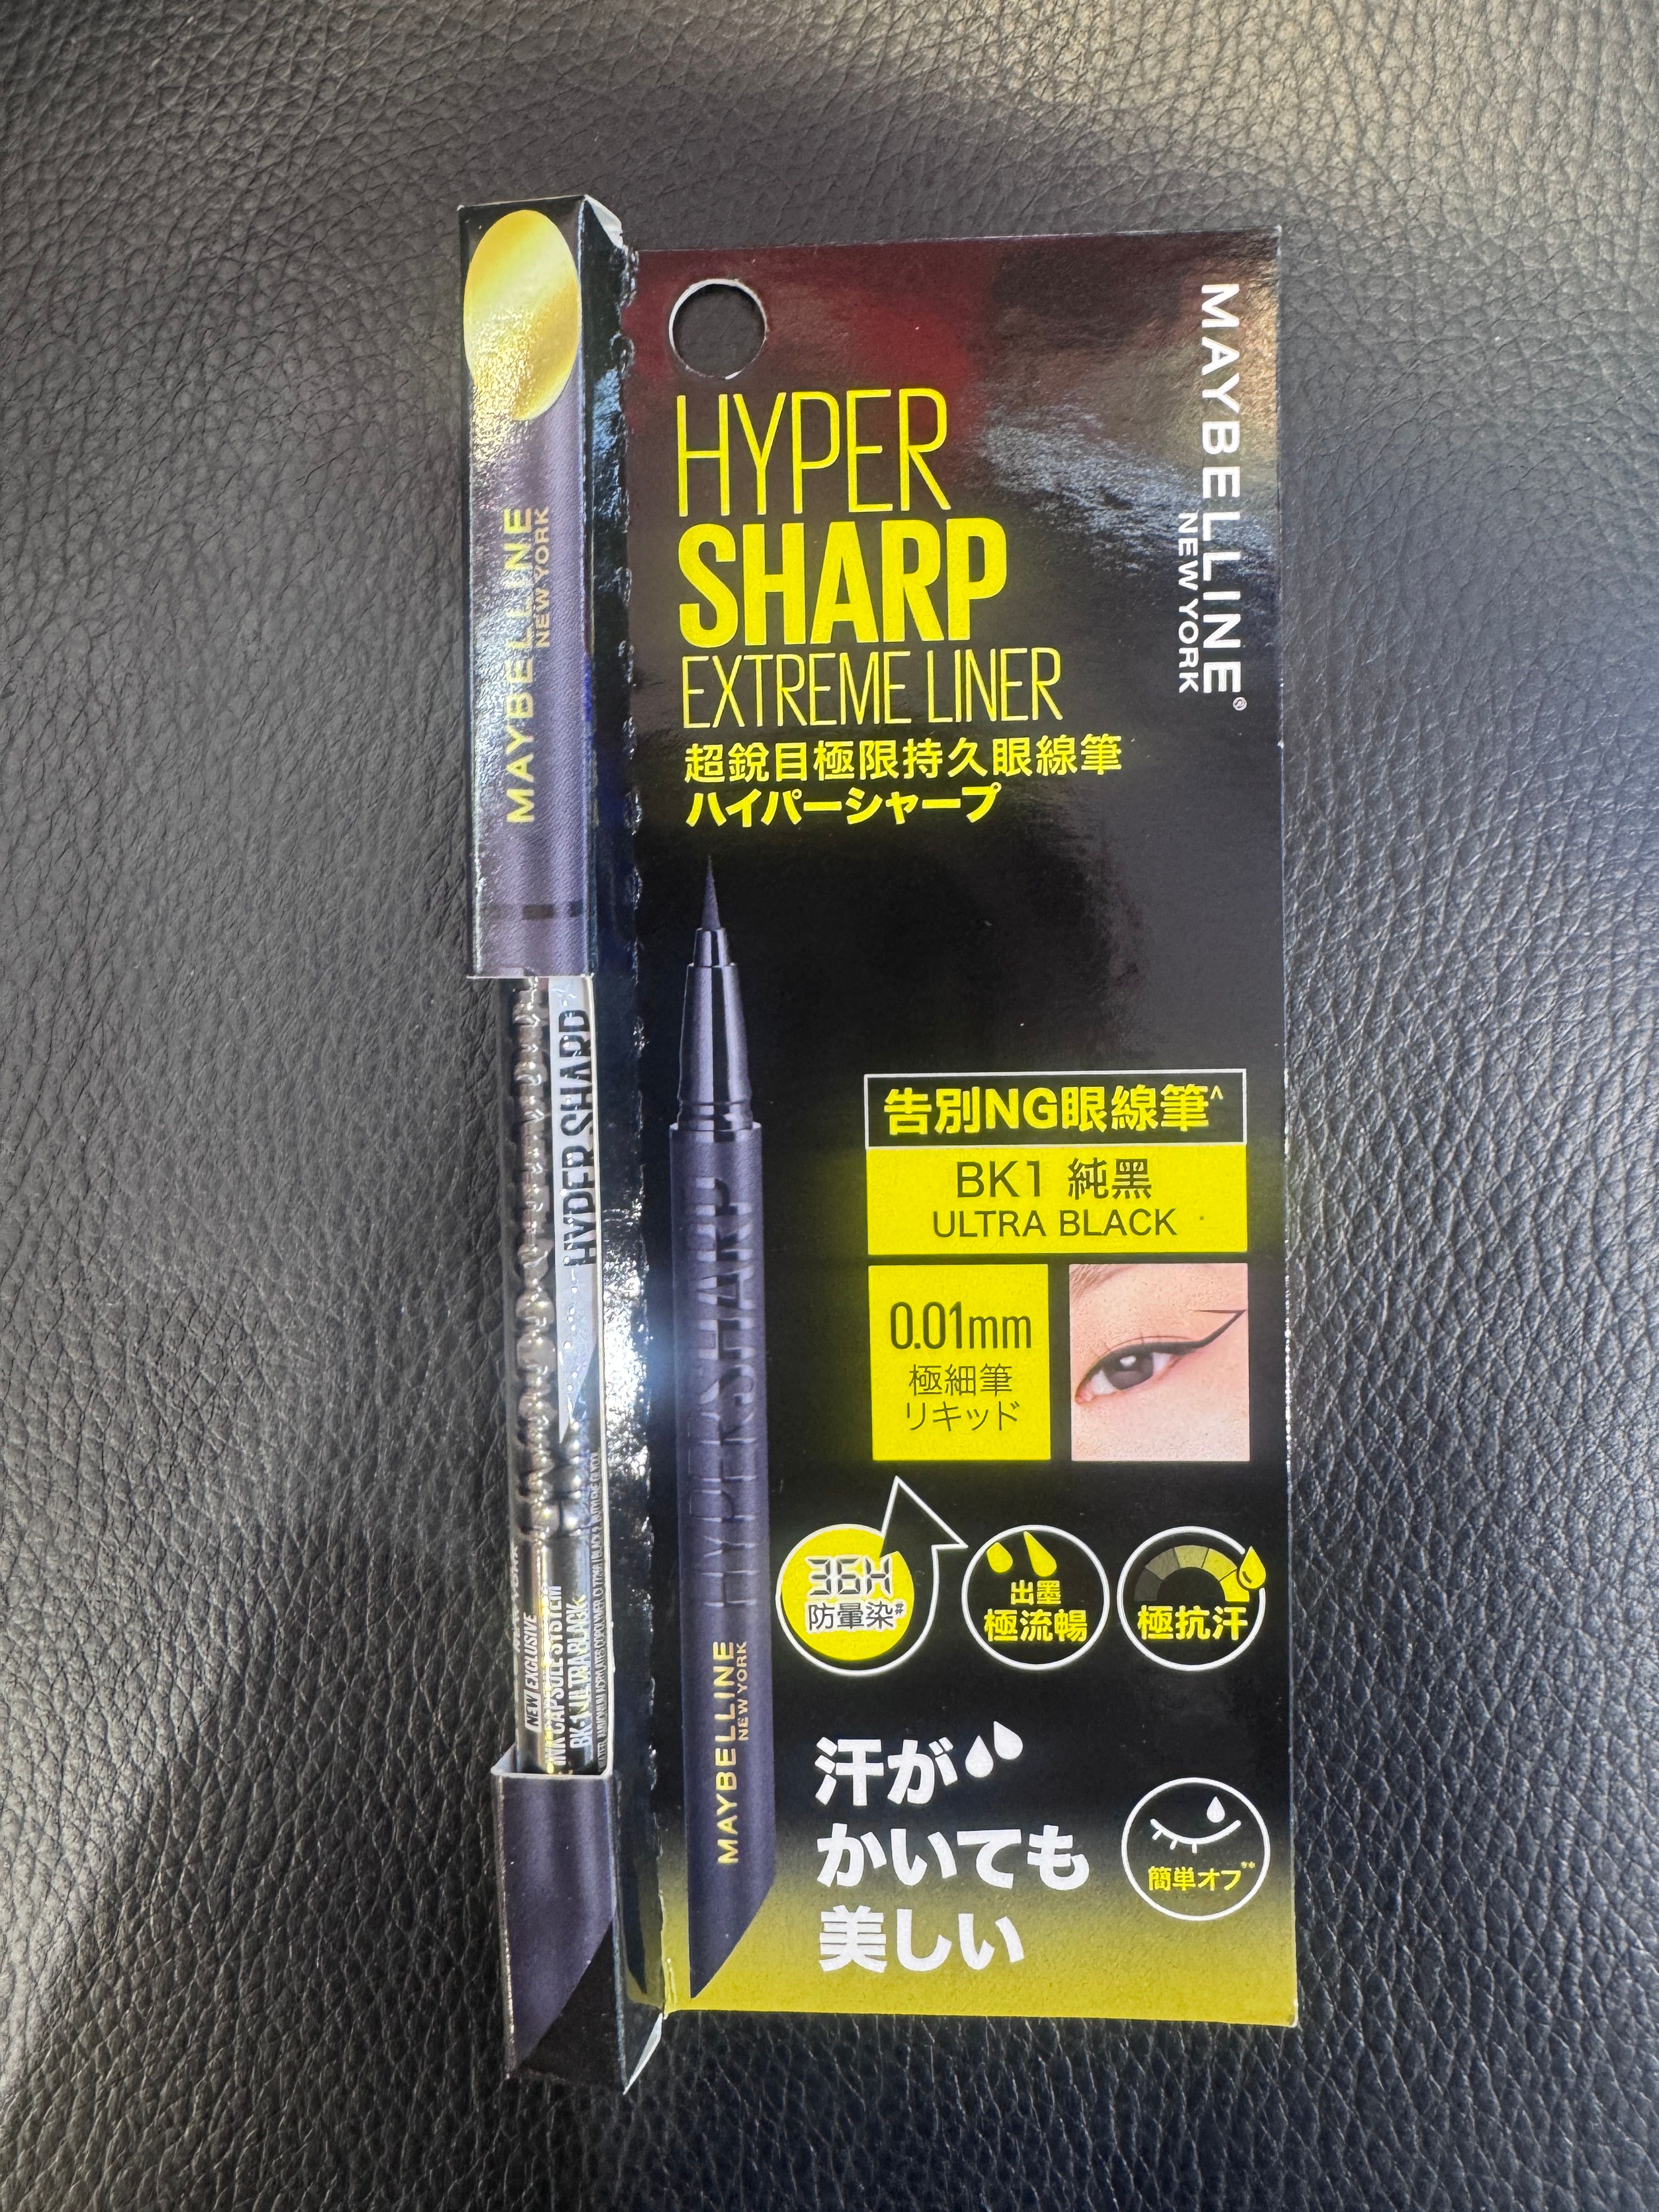 MAYBELLINE
NEW YORK
HYPER SHARP
NEW EXCLUSIVE
INK CAPSULE SYSTEM
BK-1 ULTRA BLACK
MAYBELLINE®
NEW YORK
HYPER
SHARP
EXTREME LINER
超銳目極限持久眼線筆
ハイパーシャープ
HYPER SHARP
MAYBELLINE
NEW YORK
告別NG眼線筆^
BK1 純黑
ULTRA BLACK
0.01mm
極細筆
リキッド
36H
防暈染#
出墨
極流暢
極抗汗
汗が
かいても
美しい
簡単オフ**